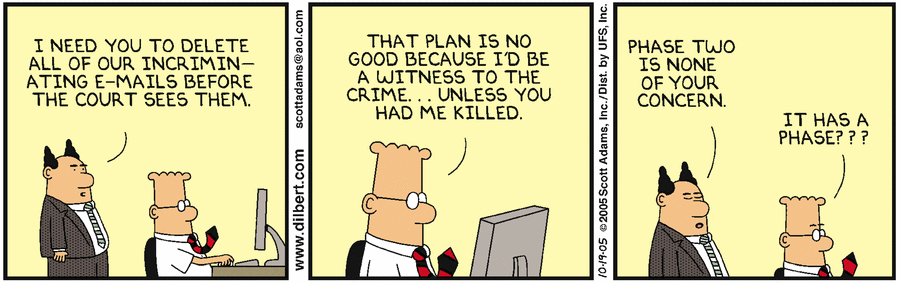 I NEED YOU TO DELETE
ALL OF OUR INCRIMIN–
ATING E-MAILS BEFORE
THE COURT SEES THEM.
www.dilbert.com scottadams@aol.com
THAT PLAN IS NO
GOOD BECAUSE I'D BE
A WITNESS TO THE
CRIME... UNLESS YOU
HAD ME KILLED.
10-19-05 ©2005 Scott Adams, Inc./Dist. by UFS, Inc.
PHASE TWO
IS NONE
OF YOUR
CONCERN.
IT HAS A
PHASE???